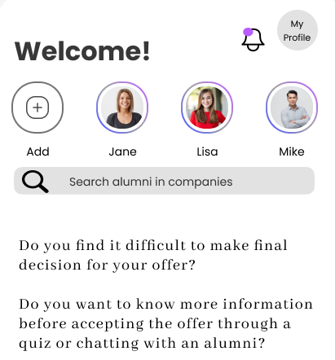 My
Profile
Welcome!
Add
Jane
Lisa
Mike
Search alumni in companies
Do you find it difficult to make final
decision for your offer?
Do you want to know more information
before accepting the offer through a
quiz or chatting with an alumni?